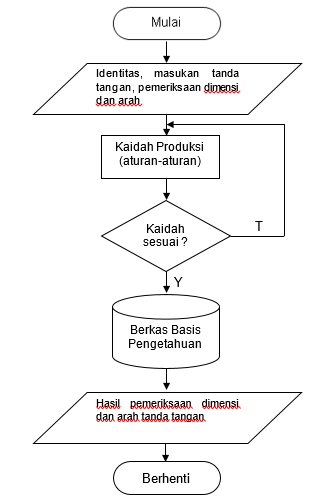 Mulai
Identitas, masukan tanda
tangan, pemeriksaan dimensi
dan arah
Kaidah Produksi
(aturan-aturan)
Kaidah
sesuai ?
T
Y
Berkas Basis
Pengetahuan
Hasil pemeriksaan dimensi
dan arah tanda tangan
Berhenti